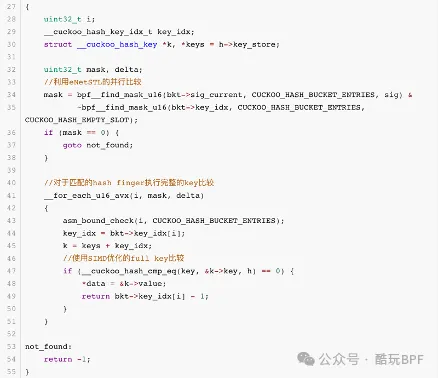 27 {
28 uint32_t i;
29 __cuckoo_hash_key_idx_t key_idx;
30 struct __cuckoo_hash_key *k, *keys = h->key_store;
31
32 uint32_t mask, delta;
33 //利用eNetSTL的并行比较
34 mask = bpf__find_mask_u16(bkt->sig_current, CUCKOO_HASH_BUCKET_ENTRIES, sig) &
35 ~bpf__find_mask_u16(bkt->key_idx, CUCKOO_HASH_BUCKET_ENTRIES,
CUCKOO_HASH_EMPTY_SLOT);
36 if (mask == 0) {
37 goto not_found;
38 }
39
40 //对于匹配的hash finger执行完整的key比较
41 __for_each_u16_avx(i, mask, delta)
42 {
43 asm_bound_check(i, CUCKOO_HASH_BUCKET_ENTRIES);
44 key_idx = bkt->key_idx[i];
45 k = keys + key_idx;
46 //使用SIMD优化的full key比较
47 if (__cuckoo_hash_cmp_eq(key, &k->key, h) == 0) {
48 *data = &k->value;
49 return bkt->key_idx[i] - 1;
50 }
51 }
52
53 not_found:
54 return -1;
55 }
公众号 · 酷玩BPF